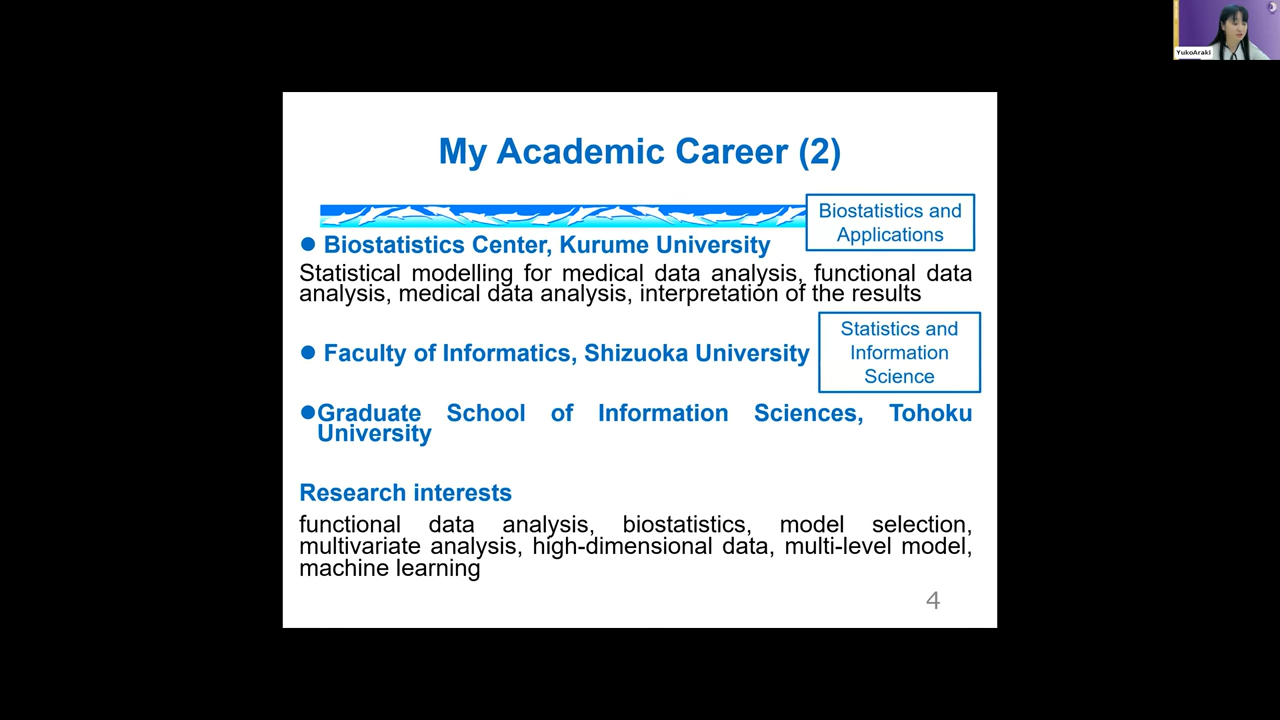 YukoAraki
My Academic Career (2)
Biostatistics and
Applications
● Biostatistics Center, Kurume University
Statistical modelling for medical data analysis, functional data
analysis, medical data analysis, interpretation of the results
Statistics and
Information
Science
● Faculty of Informatics, Shizuoka University
●Graduate School of Information Sciences, Tohoku
University
Research interests
functional data analysis, biostatistics, model selection,
multivariate analysis, high-dimensional data, multi-level model,
machine learning
4